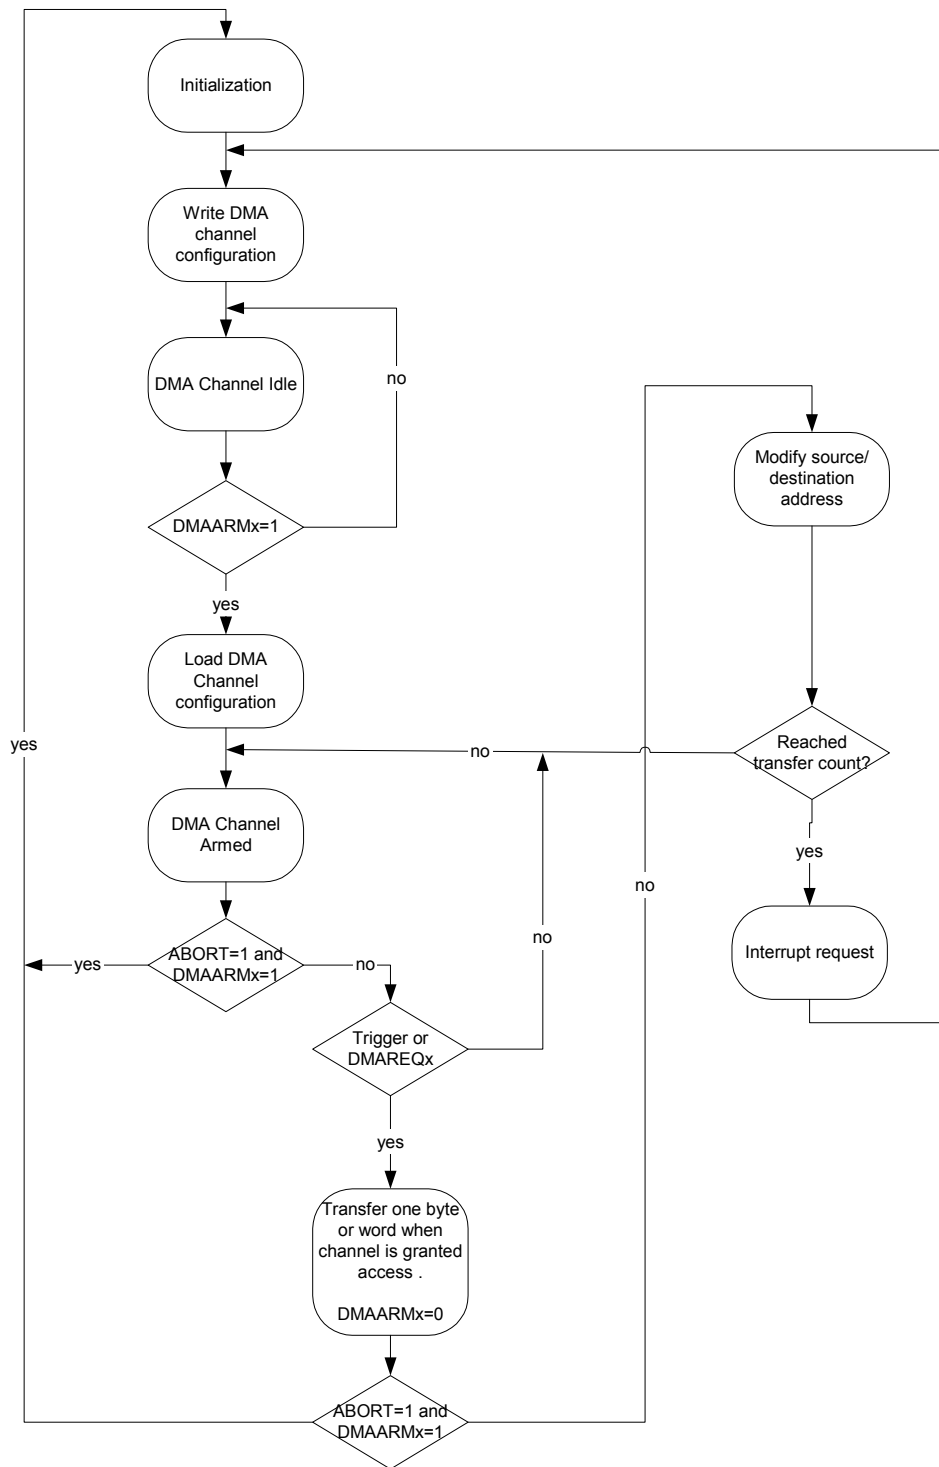 Initialization
Write DMA
channel
configuration
DMA Channel Idle
no
DMAARMx=1
yes
Load DMA
Channel
configuration
yes
DMA Channel
Armed
ABORT=1 and
DMAARMx=1
yes
no
Trigger or
DMAREQx
no
yes
Transfer one byte
or word when
channel is granted
access .
DMAARMx=0
ABORT=1 and
DMAARMx=1
no
Modify source/
destination
address
Reached
transfer count?
no
yes
Interrupt request